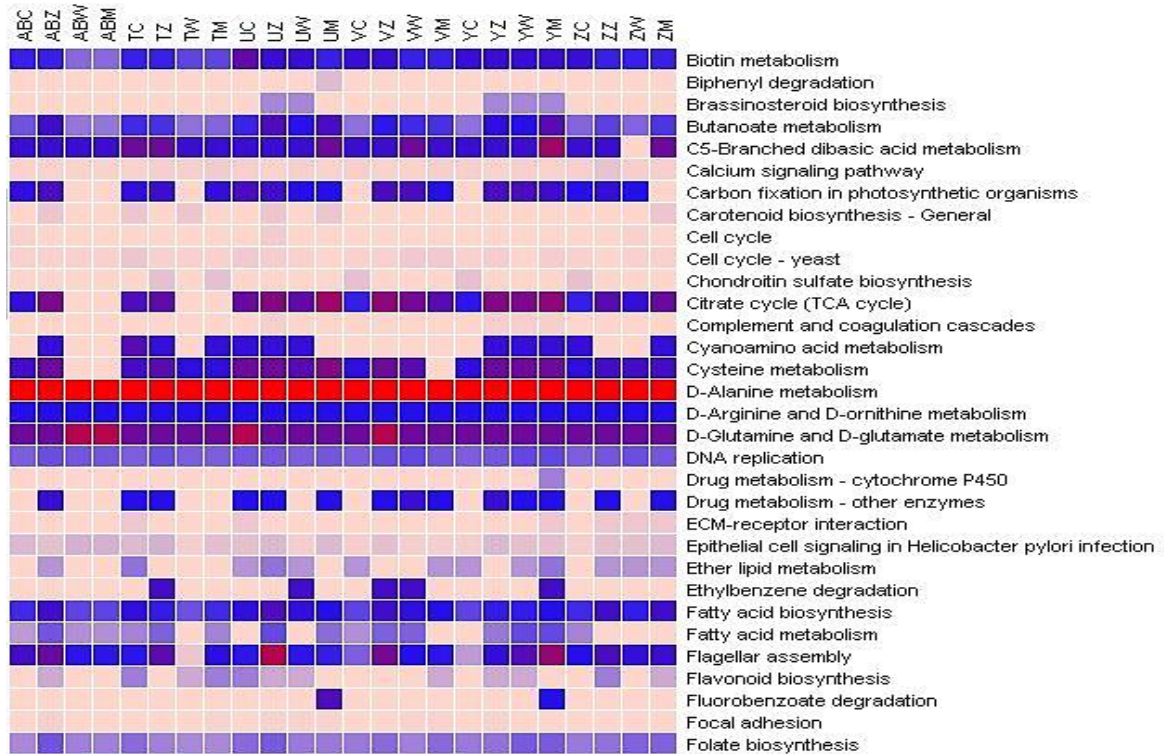 ABC ABZ ABW ABM TC TZ TW TM UC UZ UW UM VC VZ VW VM YC YZ YW YM ZC ZZ ZW ZM
Biotin metabolism
Biphenyl degradation
Brassinosteroid biosynthesis
Butanoate metabolism
C5-Branched dibasic acid metabolism
Calcium signaling pathway
Carbon fixation in photosynthetic organisms
Carotenoid biosynthesis - General
Cell cycle
Cell cycle - yeast
Chondroitin sulfate biosynthesis
Citrate cycle (TCA cycle)
Complement and coagulation cascades
Cyanoamino acid metabolism
Cysteine metabolism
D-Alanine metabolism
D-Arginine and D-ornithine metabolism
D-Glutamine and D-glutamate metabolism
DNA replication
Drug metabolism - cytochrome P450
Drug metabolism - other enzymes
ECM-receptor interaction
Epithelial cell signaling in Helicobacter pylori infection
Ether lipid metabolism
Ethylbenzene degradation
Fatty acid biosynthesis
Fatty acid metabolism
Flagellar assembly
Flavonoid biosynthesis
Fluorobenzoate degradation
Focal adhesion
Folate biosynthesis